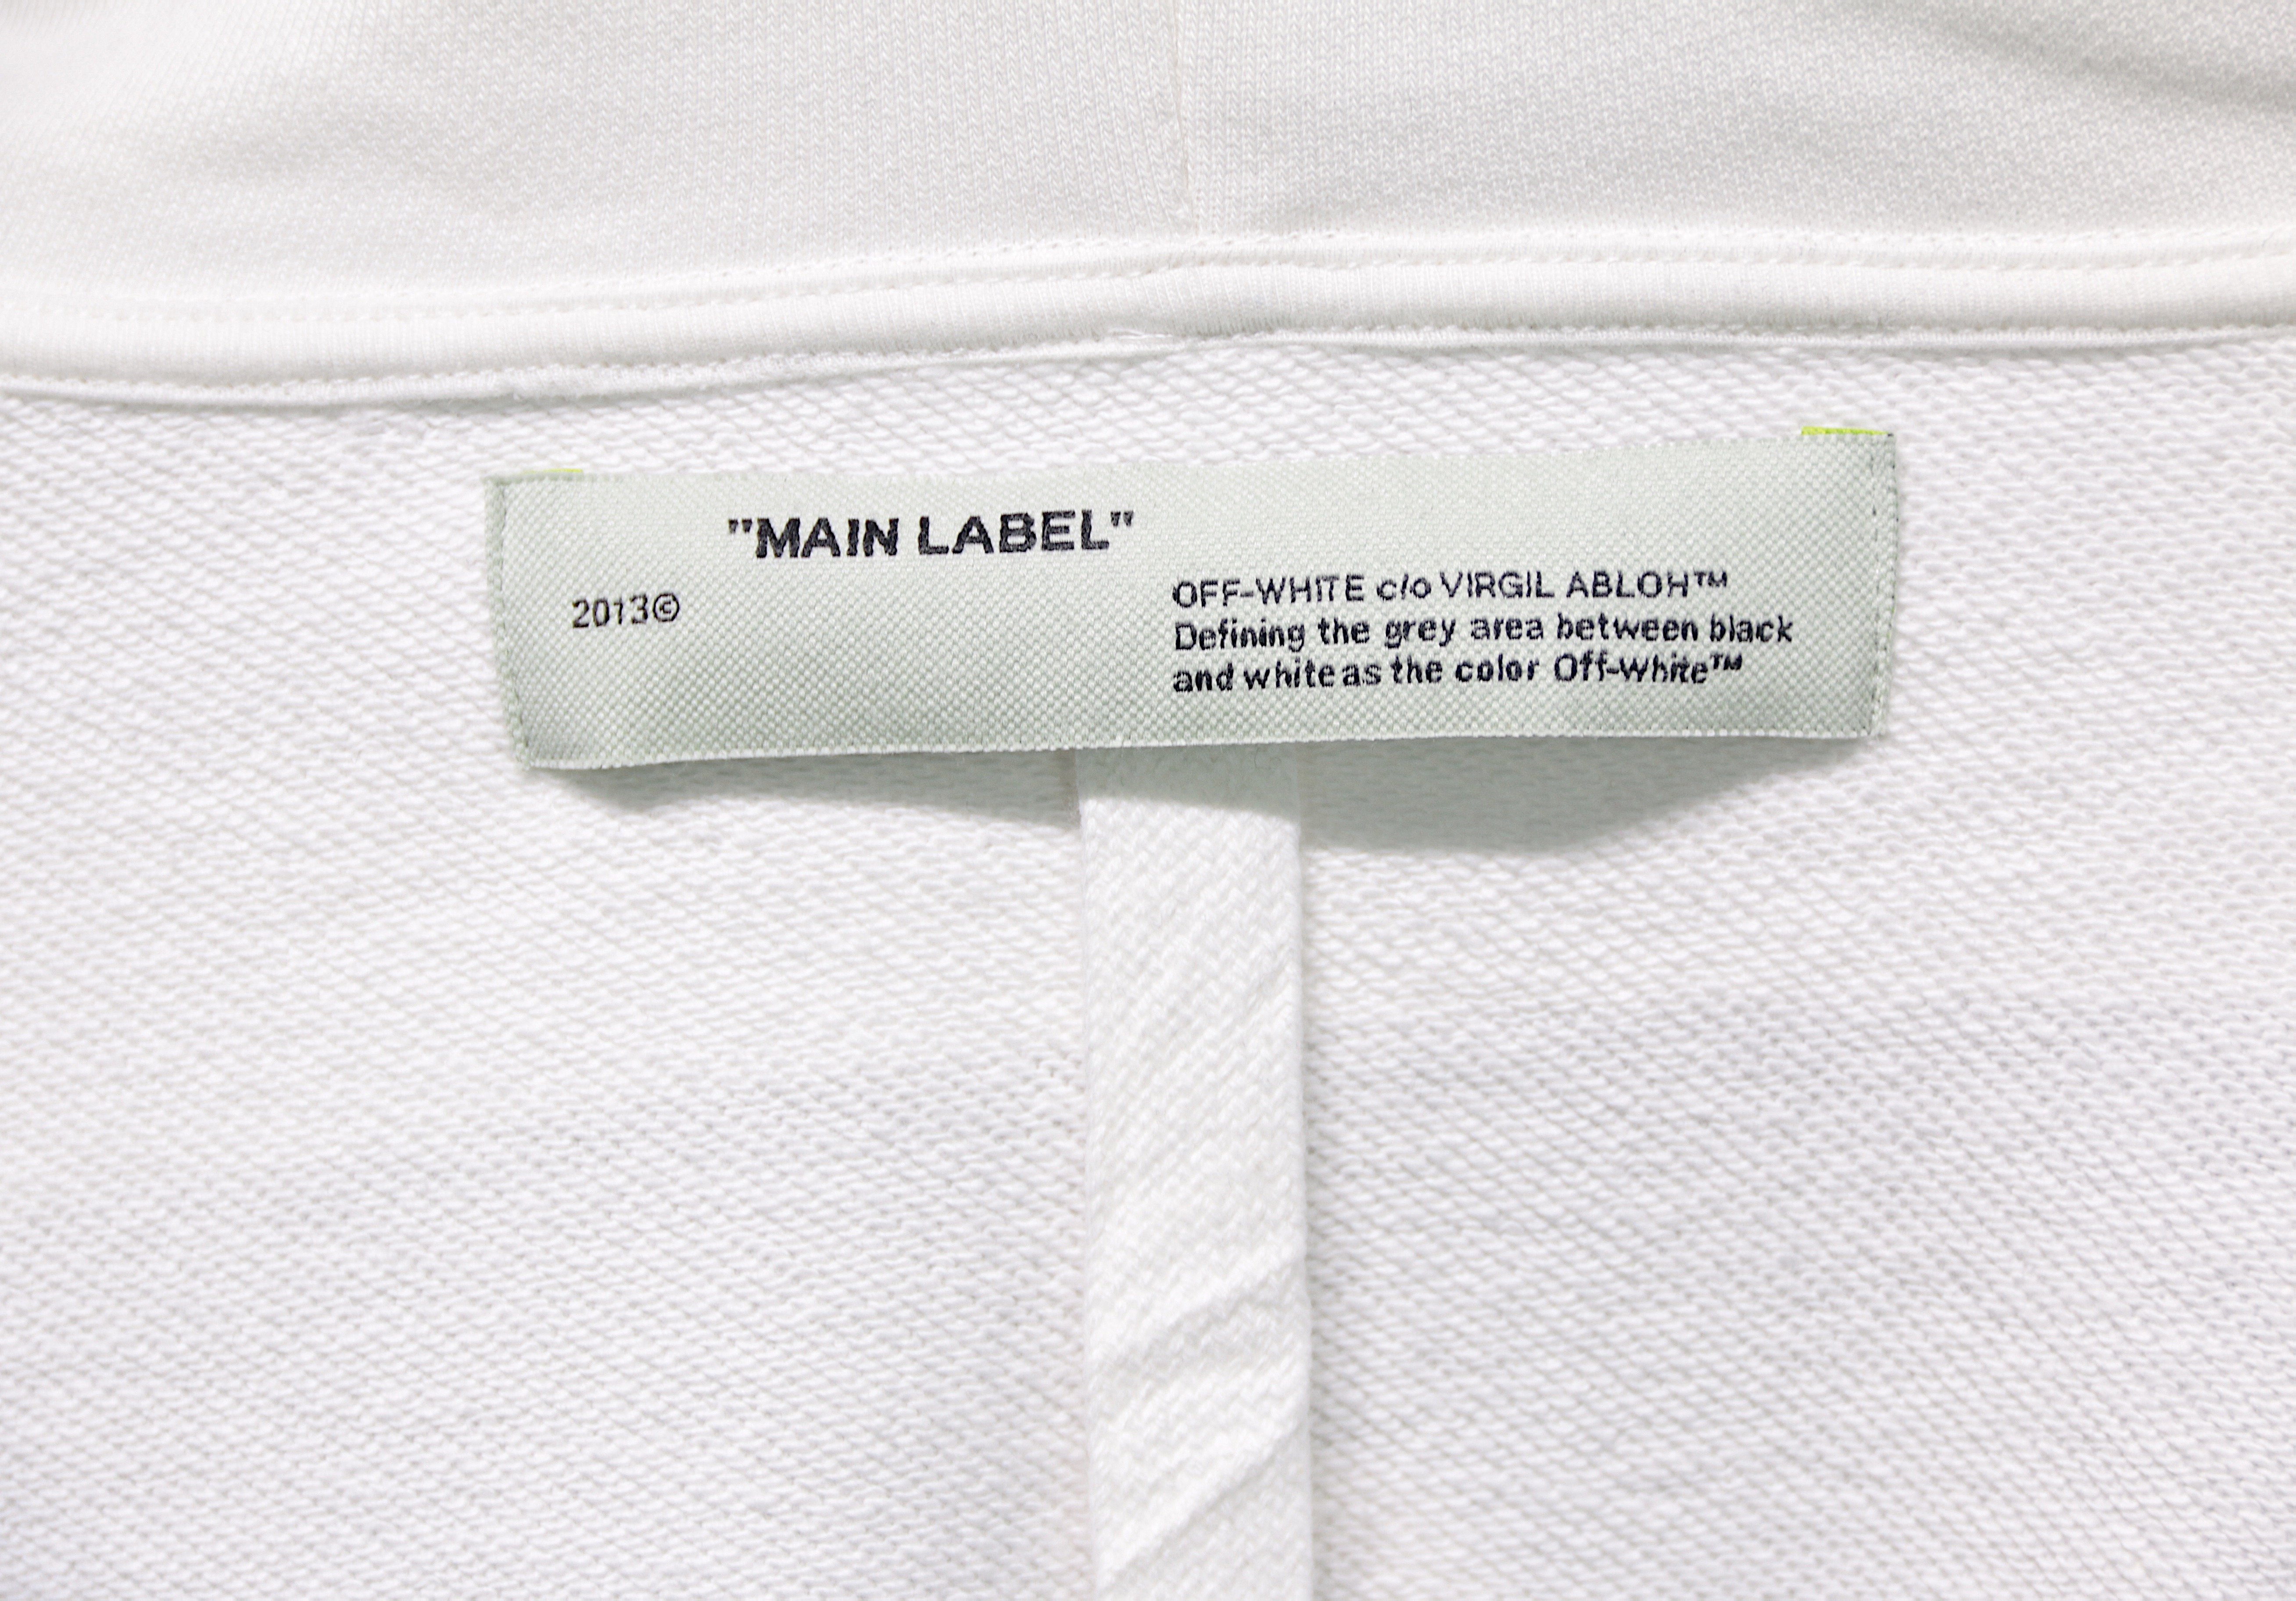 "MAIN LABEL"
2013©
OFF-WHITE c/o VIRGIL ABLOH™
Defining the grey area between black
and white as the color Off-White™